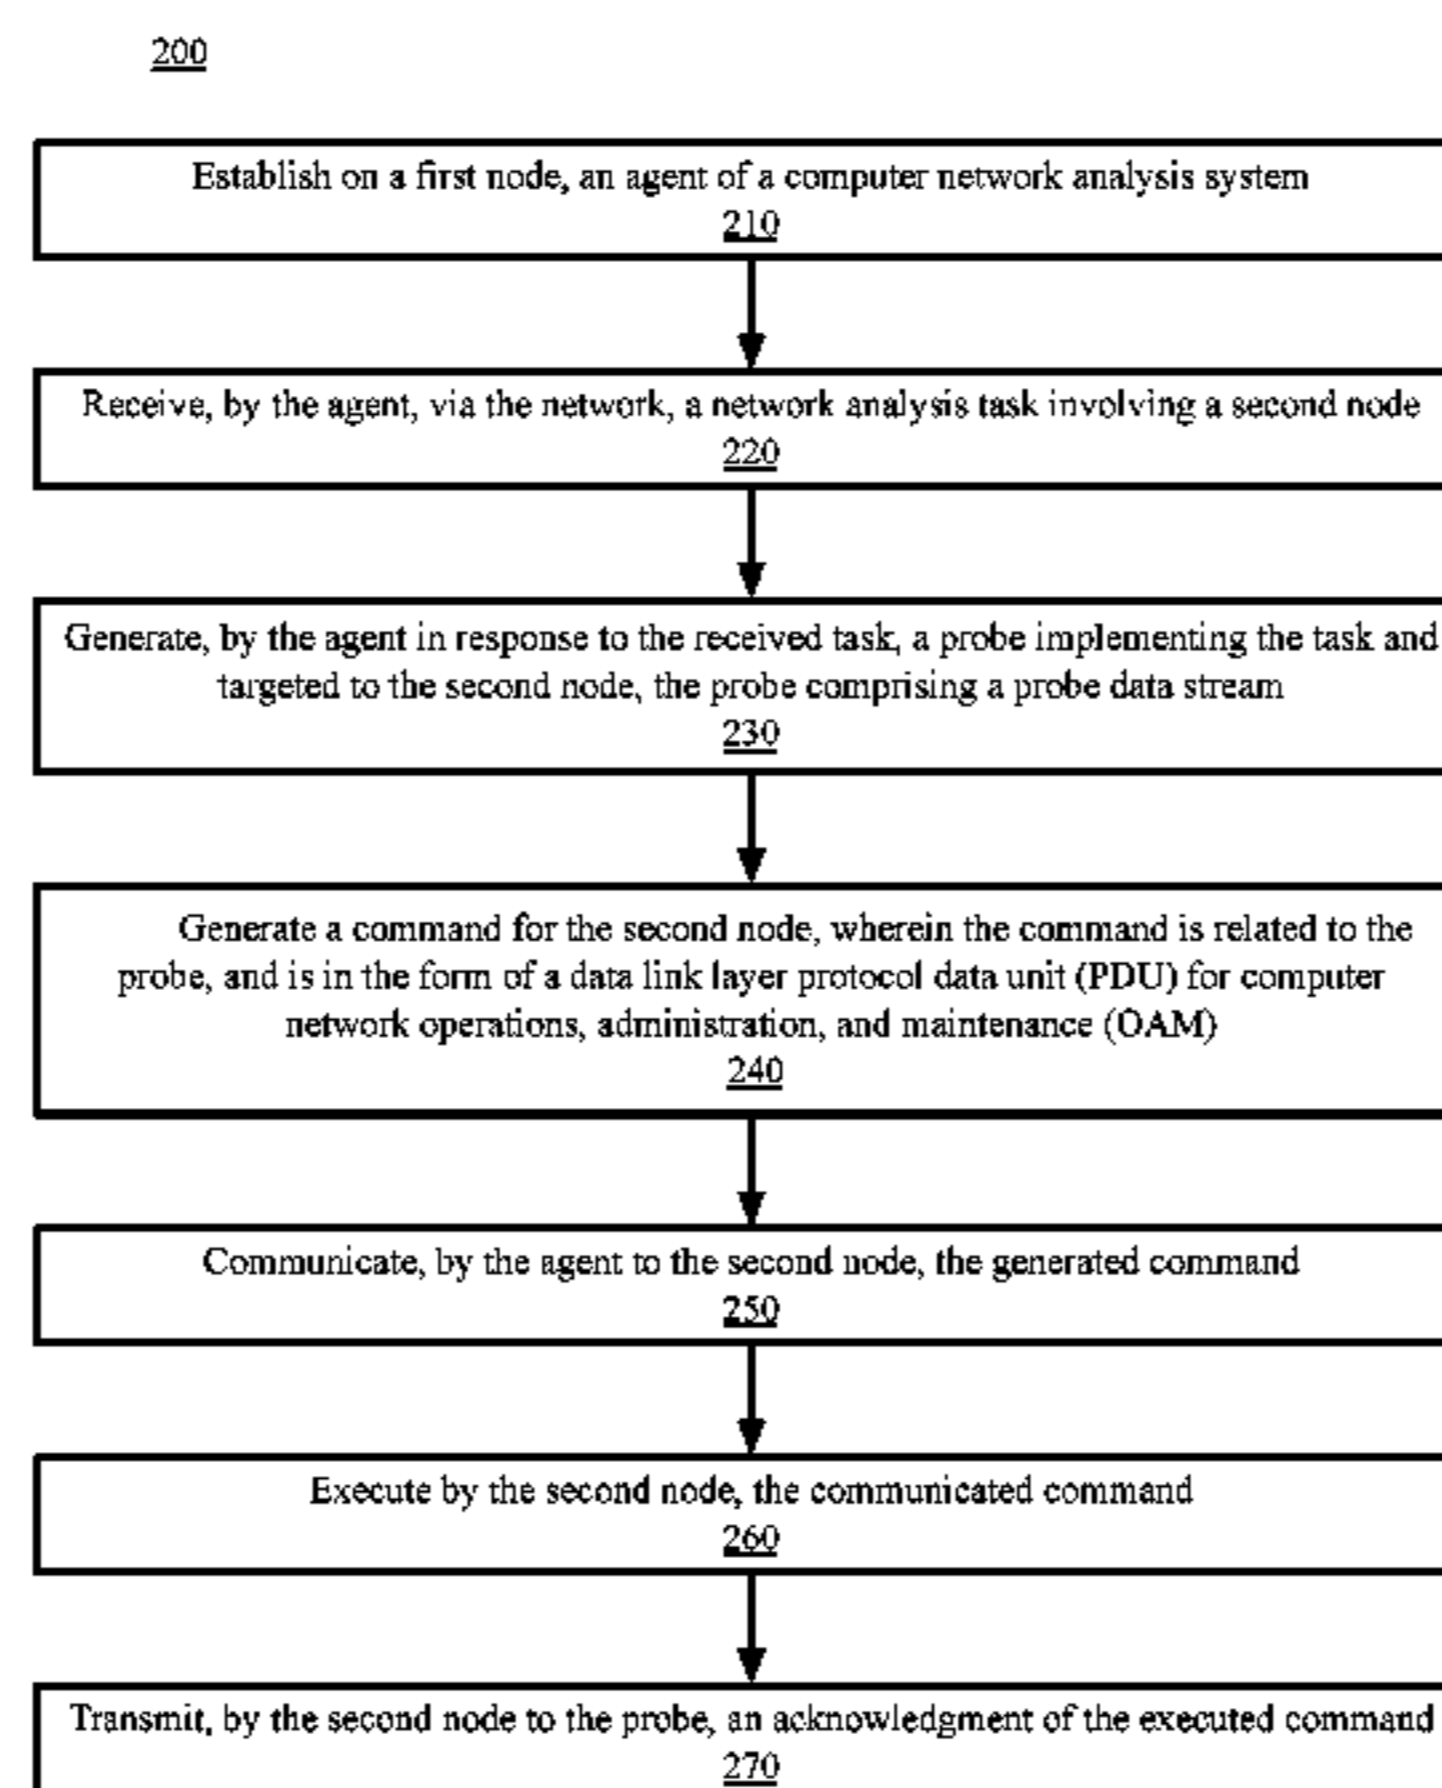 200
Establish on a first node, an agent of a computer network analysis system
210
Receive, by the agent, via the network, a network analysis task involving a second node
220
Generate, by the agent in response to the received task, a probe implementing the task and
targeted to the second node, the probe comprising a probe data stream
230
Generate a command for the second node, wherein the command is related to the
probe, and is in the form of a data link layer protocol data unit (PDU) for computer
network operations, administration, and maintenance (OAM)
240
Communicate, by the agent to the second node, the generated command
250
Execute by the second node, the communicated command
260
Transmit, by the second node to the probe, an acknowledgment of the executed command
270